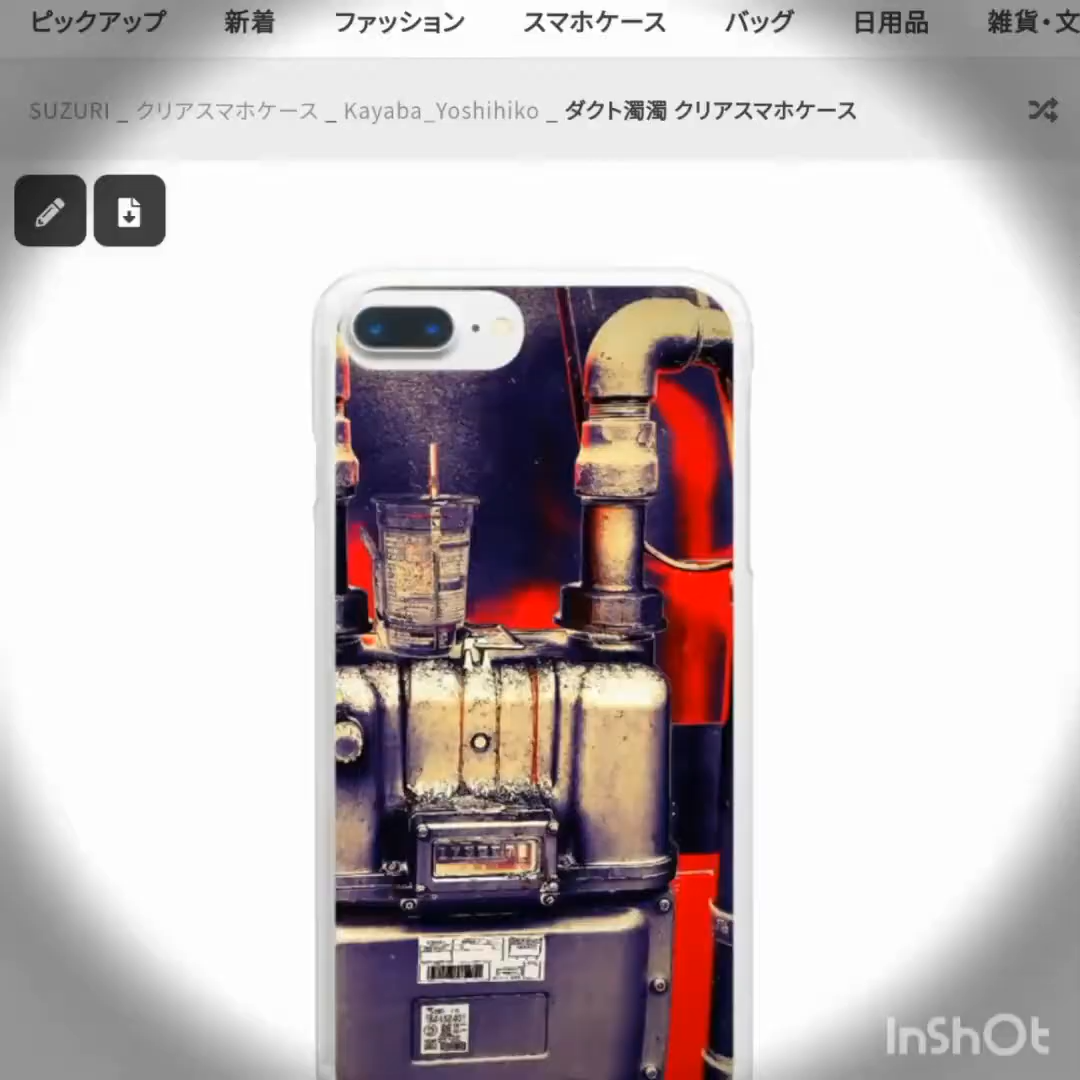 ピックアップ 新着 ファッション スマホケース バッグ 日用品 雑貨・文
SUZURI _ クリアスマホケース _ Kayaba_Yoshihiko _ ダクト濁濁 クリアスマホケース
InShOt